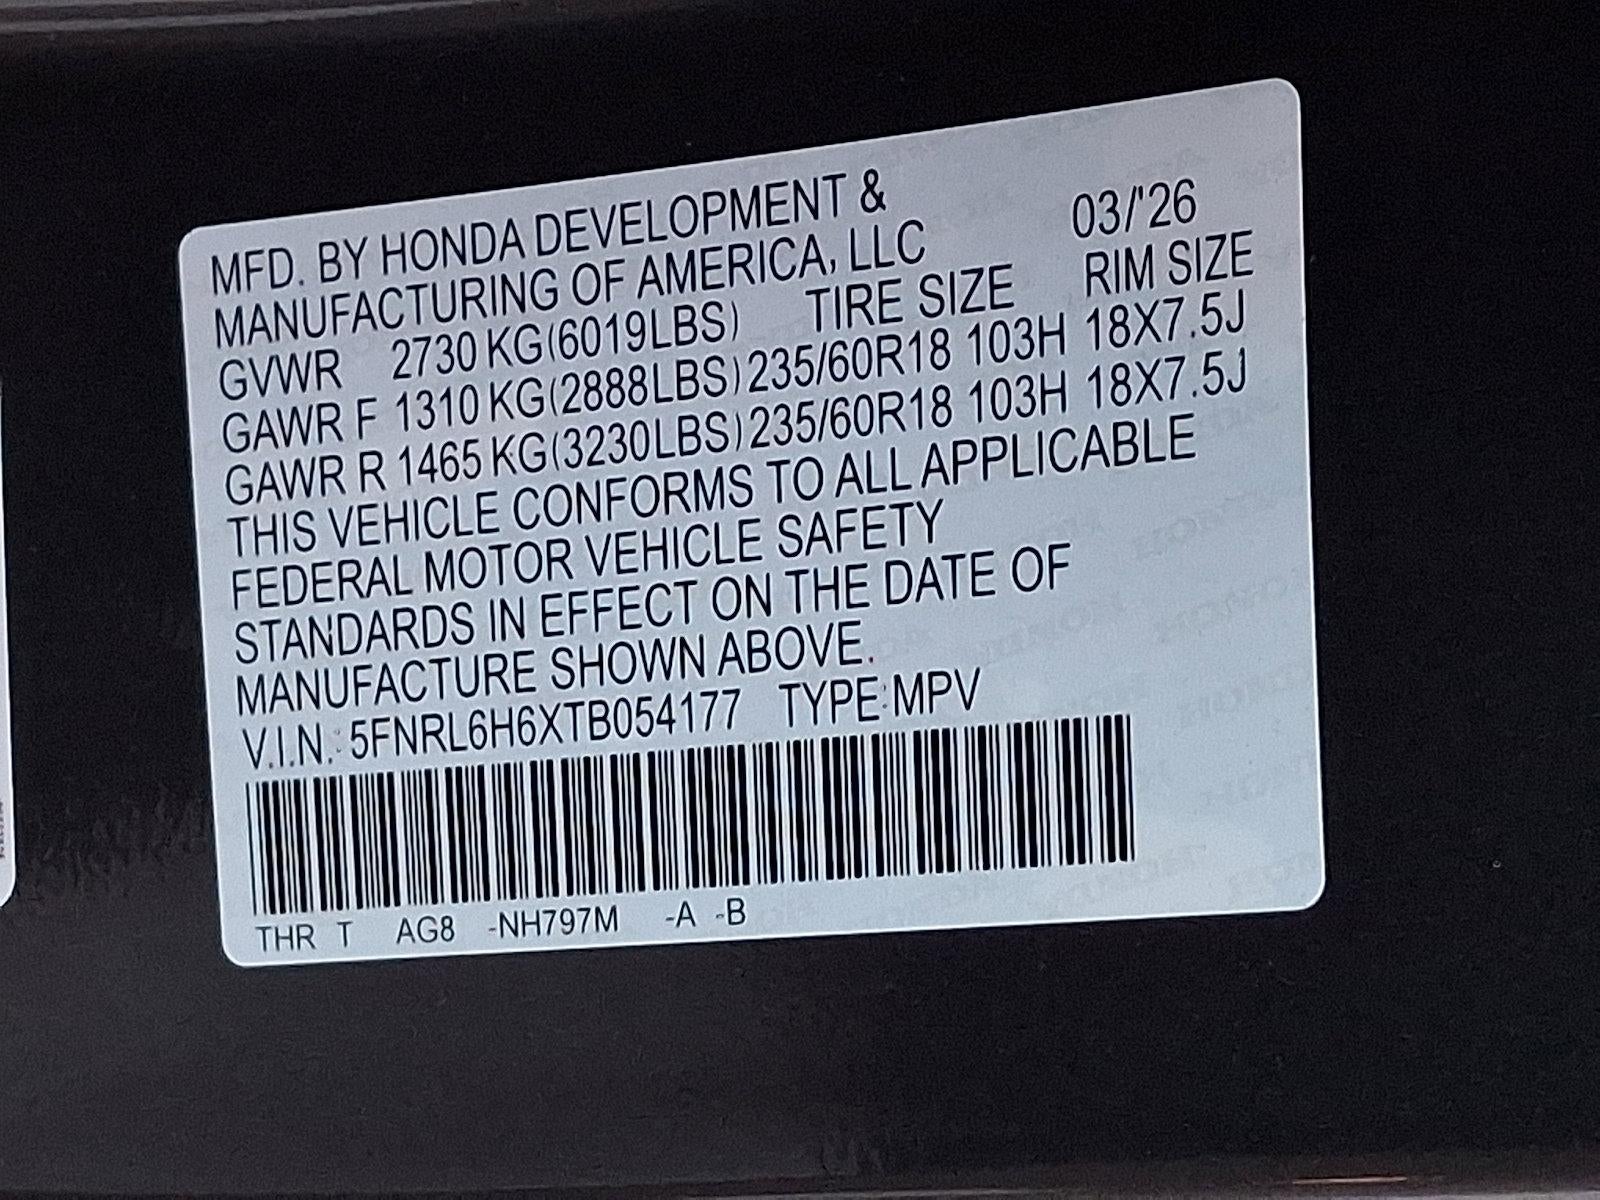 MFD. BY HONDA DEVELOPMENT &
MANUFACTURING OF AMERICA, LLC 03/'26
GVWR 2730 KG(6019LBS) TIRE SIZE RIM SIZE
GAWR F 1310 KG(2888LBS) 235/60R18 103H 18X7.5J
GAWR R 1465 KG(3230LBS) 235/60R18 103H 18X7.5J
THIS VEHICLE CONFORMS TO ALL APPLICABLE
FEDERAL MOTOR VEHICLE SAFETY
STANDARDS IN EFFECT ON THE DATE OF
MANUFACTURE SHOWN ABOVE.
V.I.N.: 5FNRL6H6XTB054177 TYPE:MPV
THR T AG8 -NH797M -A -B